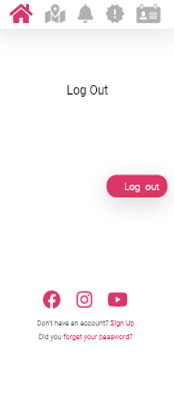 Log Out
Log out
Don't have an account? Sign Up
Did you forget your password?